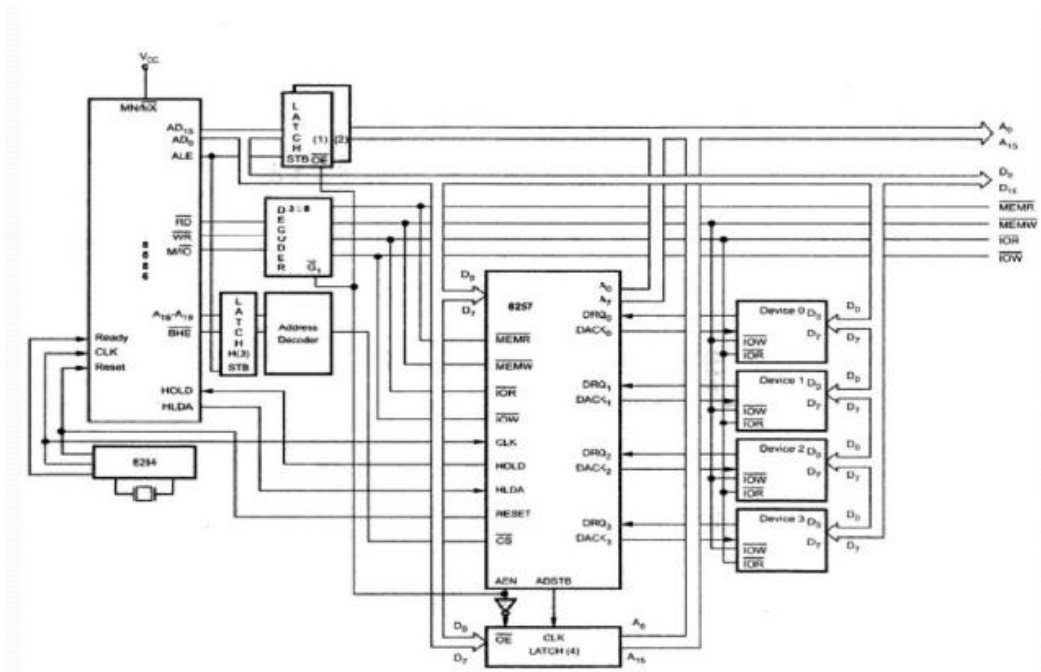 VCC
MN/MX
AD15
AD0
ALE
RD
WR
M/IO
8086
A16-A19
BHE
Ready
CLK
Reset
HOLD
HLDA
8284
LATCH
(1) (2)
STB OE
3 : 8
DECUDER
G1
LATCH
H(3)
STB
Address
Decoder
A0
A15
D0
D15
MEMR
MEMW
IOR
IOW
D0
D7
8257
A0
A7
MEMR
MEMW
IOR
IOW
CLK
HOLD
HLDA
RESET
CS
DRQ0
DACK0
DRQ1
DACK1
DRQ2
DACK2
DRQ3
DACK3
AEN ADSTB
Device 0 D0
D7
IOW
IOR
D0
D7
Device 1 D0
D7
IOW
IOR
D0
D7
Device 2 D0
D7
IOW
IOR
D0
D7
Device 3 D0
D7
IOW
IOR
D0
D7
D0
D7
OE CLK
LATCH (4)
A8
A15